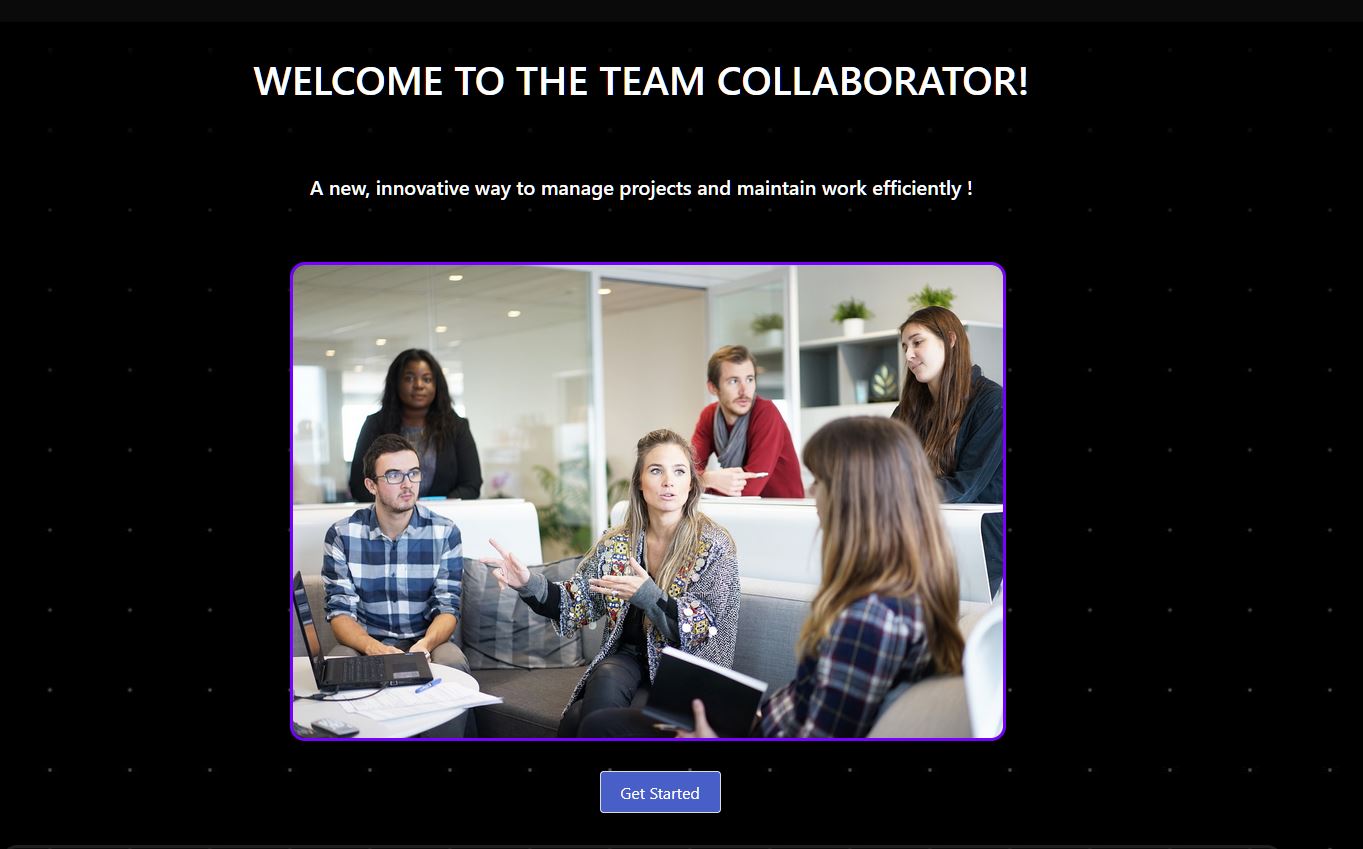 WELCOME TO THE TEAM COLLABORATOR!
A new, innovative way to manage projects and maintain work efficiently !
Get Started